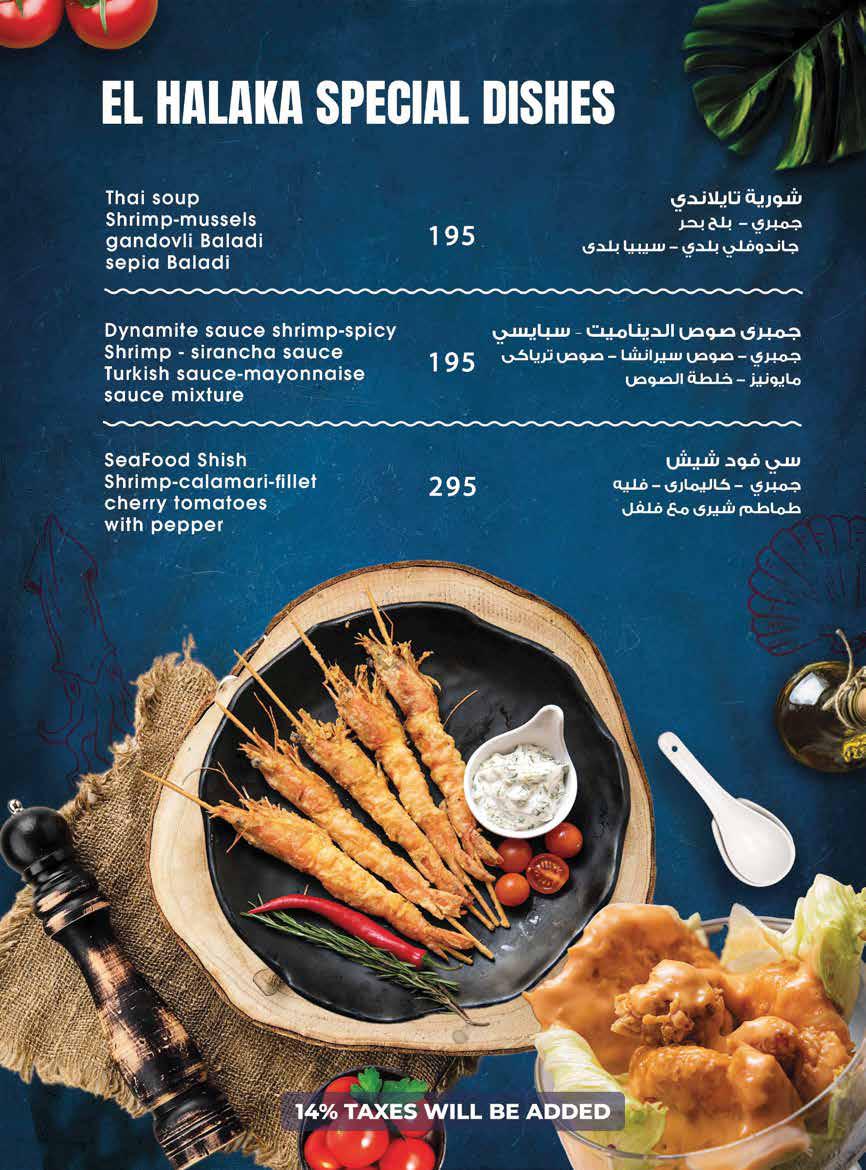 EL HALAKA SPECIAL DISHES
Thai soup
Shrimp-mussels
gandovli Baladi
sepia Baladi
195
شوربة تايلاندي
جمبري - بلح بحر
جاندوفلي بلدي - سيبيا بلدى
Dynamite sauce shrimp-spicy
Shrimp - sirancha sauce
Turkish sauce-mayonnaise
sauce mixture
195
جمبرى صوص الديناميت - سبايسي
جمبري - صوص سيرانشا - صوص ترياكى
مايونيز - خلطة الصوص
SeaFood Shish
Shrimp-calamari-fillet
cherry tomatoes
with pepper
295
سي فود شيش
جمبري - كاليمارى - فليه
طماطم شيرى مع فلفل
14% TAXES WILL BE ADDED